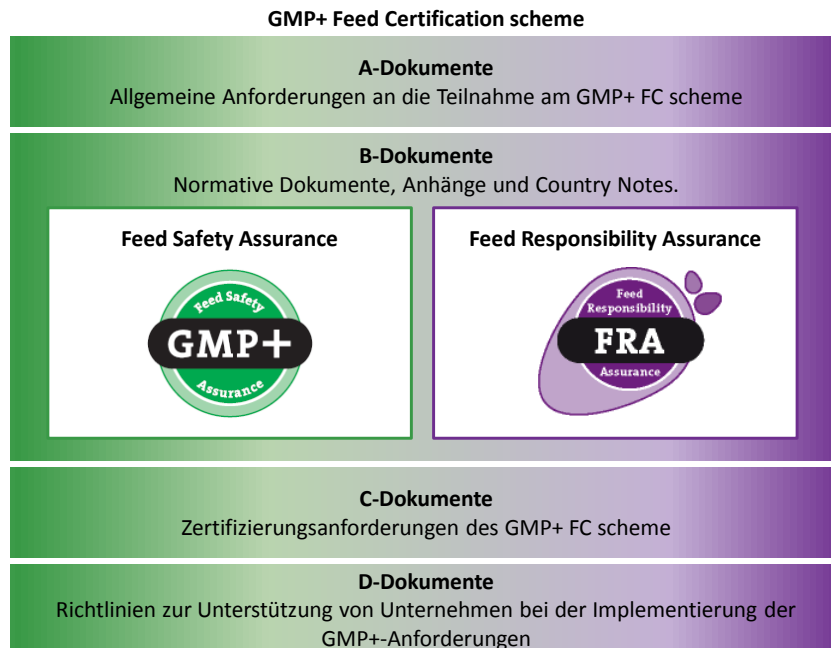 GMP+ Feed Certification scheme
A-Dokumente
Allgemeine Anforderungen an die Teilnahme am GMP+ FC scheme
B-Dokumente
Normative Dokumente, Anhänge und Country Notes.
Feed Safety Assurance
Feed Safety
GMP+
Assurance
Feed Responsibility Assurance
Feed
Responsibility
FRA
Assurance
C-Dokumente
Zertifizierungsanforderungen des GMP+ FC scheme
D-Dokumente
Richtlinien zur Unterstützung von Unternehmen bei der Implementierung der
GMP+-Anforderungen